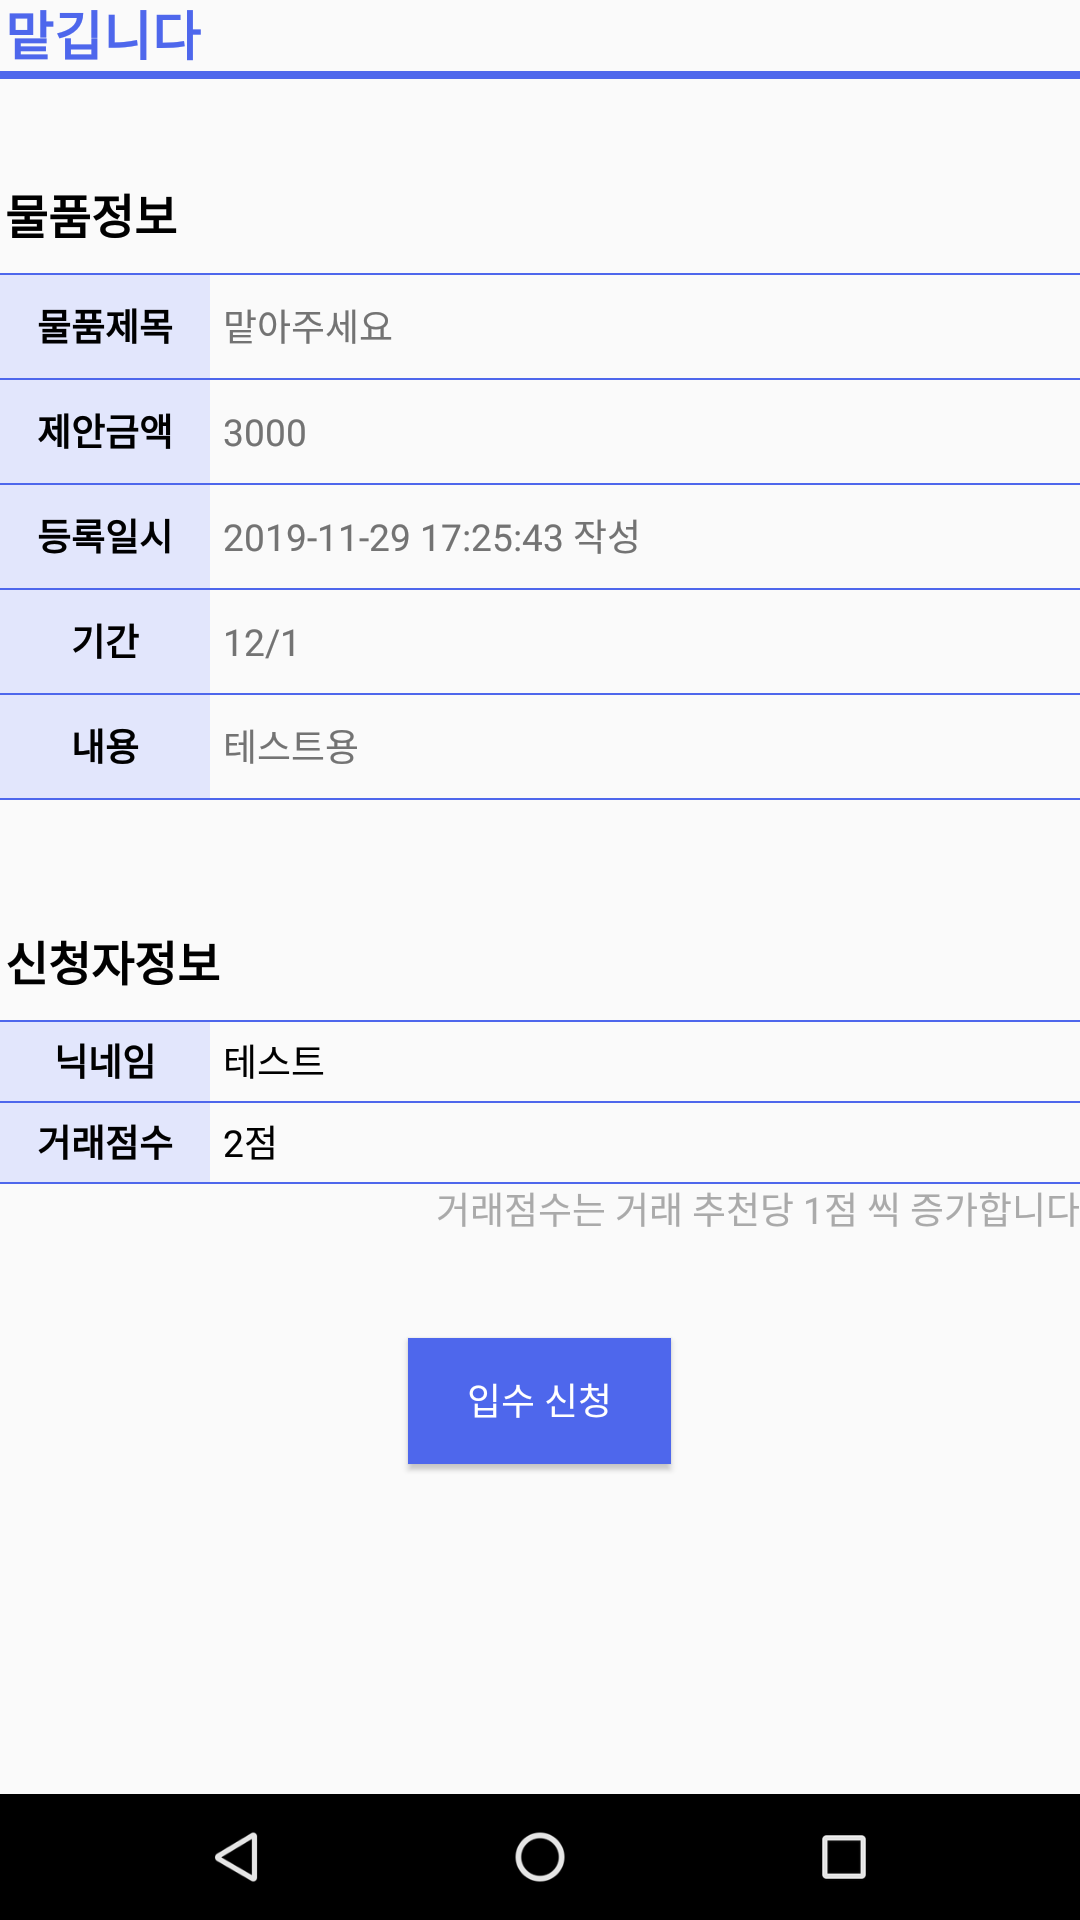 맡깁니다
물품정보
물품제목 맡아주세요
제안금액 3000
등록일시 2019-11-29 17:25:43 작성
기간 12/1
내용 테스트용
신청자정보
닉네임 테스트
거래점수 2점
거래점수는 거래 추천당 1점 씩 증가합니다
입수 신청